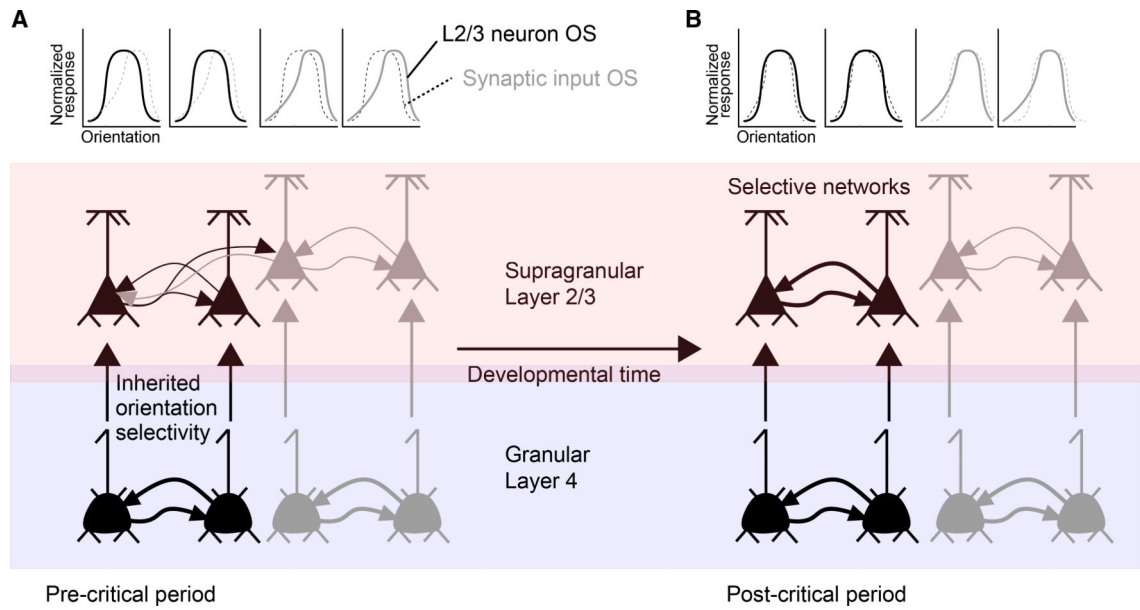 A
Normalized
response
Orientation
L2/3 neuron OS
Synaptic input OS
B
Normalized
response
Orientation
Selective networks
Supragranular
Layer 2/3
Developmental time
Inherited
orientation
selectivity
Granular
Layer 4
Pre-critical period
Post-critical period